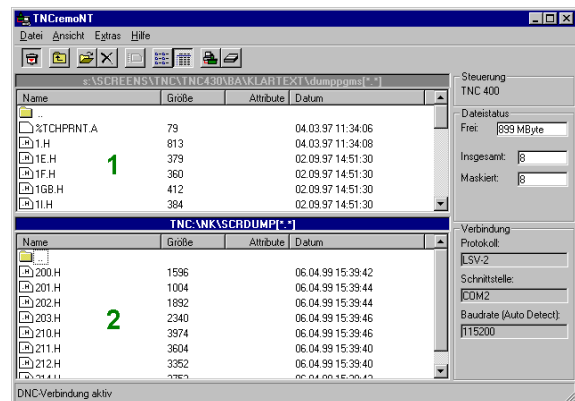 TNCremoNT
Datei Ansicht Extras Hilfe
s:\SCREENS\TNC\TNC430\BA\KLARTEXT\dumppgms[*.*]
Name Größe Attribute Datum
..
%TCHPRNT.A 79 04.03.97 11:34:06
1.H 813 04.03.97 11:34:08
1E.H 379 02.09.97 14:51:30
1F.H 360 02.09.97 14:51:30
1GB.H 412 02.09.97 14:51:30
1I.H 384 02.09.97 14:51:30
1
TNC:\NK\SCRDUMP[*.*]
Name Größe Attribute Datum
..
200.H 1596 06.04.99 15:39:42
201.H 1004 06.04.99 15:39:44
202.H 1892 06.04.99 15:39:44
203.H 2340 06.04.99 15:39:46
210.H 3974 06.04.99 15:39:46
211.H 3604 06.04.99 15:39:40
212.H 3352 06.04.99 15:39:40
2
Steuerung
TNC 400
Dateistatus
Frei: 899 MByte
Insgesamt: 8
Maskiert: 8
Verbindung
Protokoll:
LSV-2
Schnittstelle:
COM2
Baudrate (Auto Detect):
115200
DNC-Verbindung aktiv